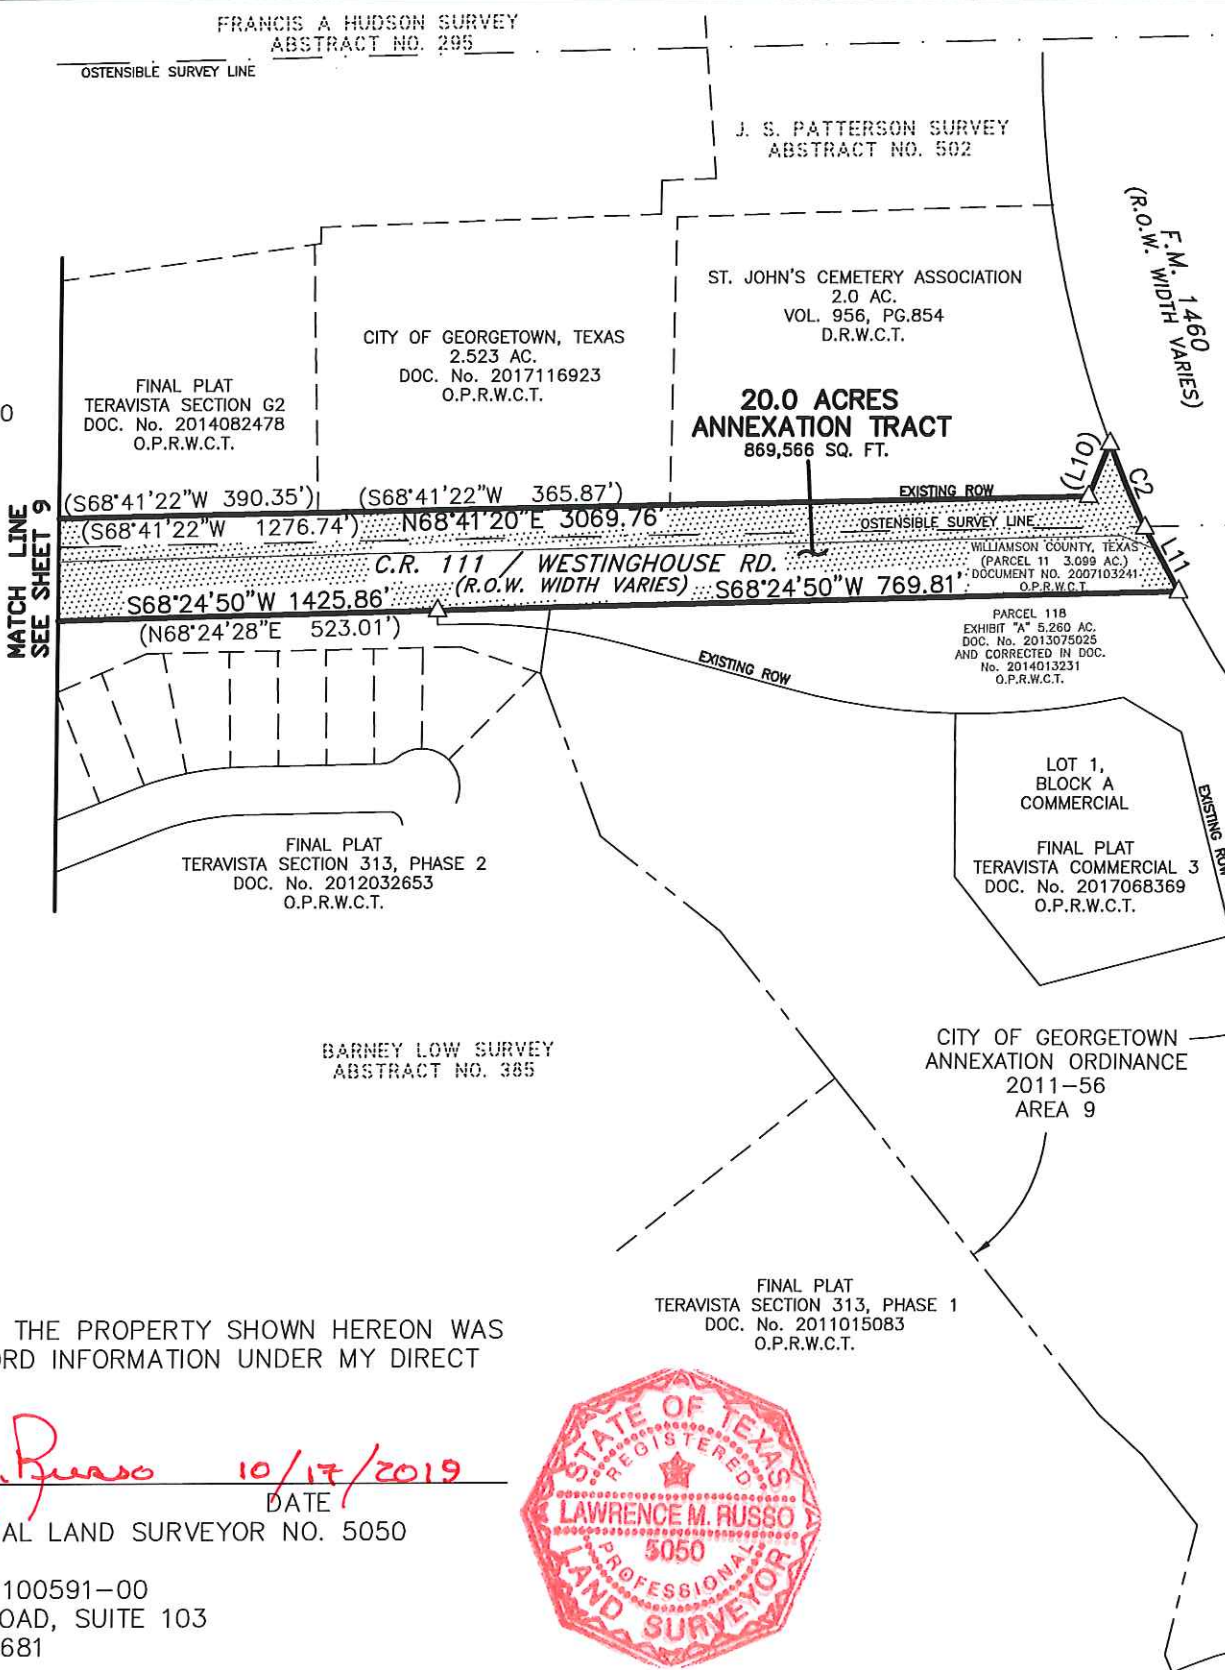 FRANCIS A HUDSON SURVEY
ABSTRACT NO. 295
OSTENSIBLE SURVEY LINE
J. S. PATTERSON SURVEY
ABSTRACT NO. 502
F.M. 1460
(R.O.W. WIDTH VARIES)
ST. JOHN'S CEMETERY ASSOCIATION
2.0 AC.
VOL. 956, PG.854
D.R.W.C.T.
CITY OF GEORGETOWN, TEXAS
2.523 AC.
DOC. No. 2017116923
O.P.R.W.C.T.
FINAL PLAT
TERAVISTA SECTION G2
DOC. No. 2014082478
O.P.R.W.C.T.
0
20.0 ACRES
ANNEXATION TRACT
869,566 SQ. FT.
MATCH LINE
SEE SHEET 9
(L10)
C2
L11
(S68°41'22"W 390.35')
(S68°41'22"W 365.87')
EXISTING ROW
(S68°41'22"W 1276.74')
N68°41'20"E 3069.76'
OSTENSIBLE SURVEY LINE
C.R. 111 / WESTINGHOUSE RD.
(R.O.W. WIDTH VARIES)
WILLIAMSON COUNTY, TEXAS
(PARCEL 11 3.099 AC.)
DOCUMENT NO. 2007103241
O.P.R.W.C.T.
S68°24'50"W 1425.86'
S68°24'50"W 769.81'
(N68°24'28"E 523.01')
PARCEL 118
EXHIBIT "A" 5.260 AC.
DOC. No. 2013075025
AND CORRECTED IN DOC.
No. 2014013231
O.P.R.W.C.T.
EXISTING ROW
LOT 1,
BLOCK A
COMMERCIAL
FINAL PLAT
TERAVISTA COMMERCIAL 3
DOC. No. 2017068369
O.P.R.W.C.T.
EXISTING ROW
FINAL PLAT
TERAVISTA SECTION 313, PHASE 2
DOC. No. 2012032653
O.P.R.W.C.T.
BARNEY LOW SURVEY
ABSTRACT NO. 385
CITY OF GEORGETOWN
ANNEXATION ORDINANCE
2011-56
AREA 9
FINAL PLAT
TERAVISTA SECTION 313, PHASE 1
DOC. No. 2011015083
O.P.R.W.C.T.
THE PROPERTY SHOWN HEREON WAS
ORD INFORMATION UNDER MY DIRECT
. Russo 10/17/2019
DATE
AL LAND SURVEYOR NO. 5050
100591-00
OAD, SUITE 103
681
STATE OF TEXAS
REGISTERED
LAWRENCE M. RUSSO
5050
PROFESSIONAL
LAND SURVEYOR